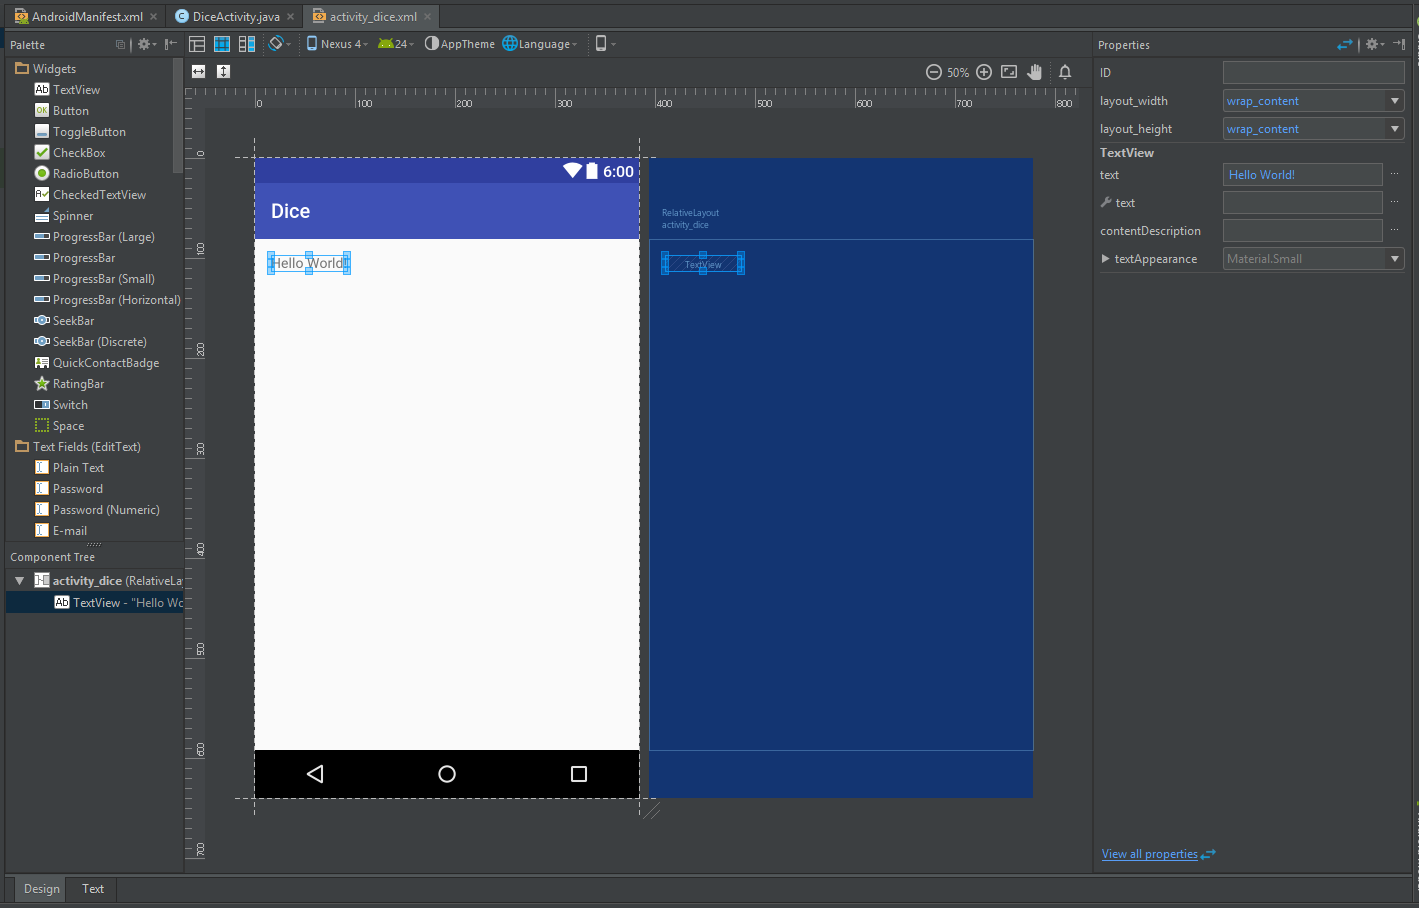 AndroidManifest.xml
DiceActivity.java
activity_dice.xml
Palette
Nexus 4
24
AppTheme
Language
Properties
50%
Widgets
TextView
Button
ToggleButton
CheckBox
RadioButton
CheckedTextView
Spinner
ProgressBar (Large)
ProgressBar
ProgressBar (Small)
ProgressBar (Horizontal)
SeekBar
SeekBar (Discrete)
QuickContactBadge
RatingBar
Switch
Space
Text Fields (EditText)
Plain Text
Password
Password (Numeric)
E-mail
Component Tree
activity_dice (RelativeLa
Ab TextView - "Hello Wo
0 100 200 300 400 500 600 700 800
0
100
200
300
400
500
600
700
6:00
Dice
Hello World!
RelativeLayout
activity_dice
TextView
ID
layout_width wrap_content
layout_height wrap_content
TextView
text Hello World! ...
text ...
contentDescription ...
textAppearance Material.Small
View all properties
Design Text